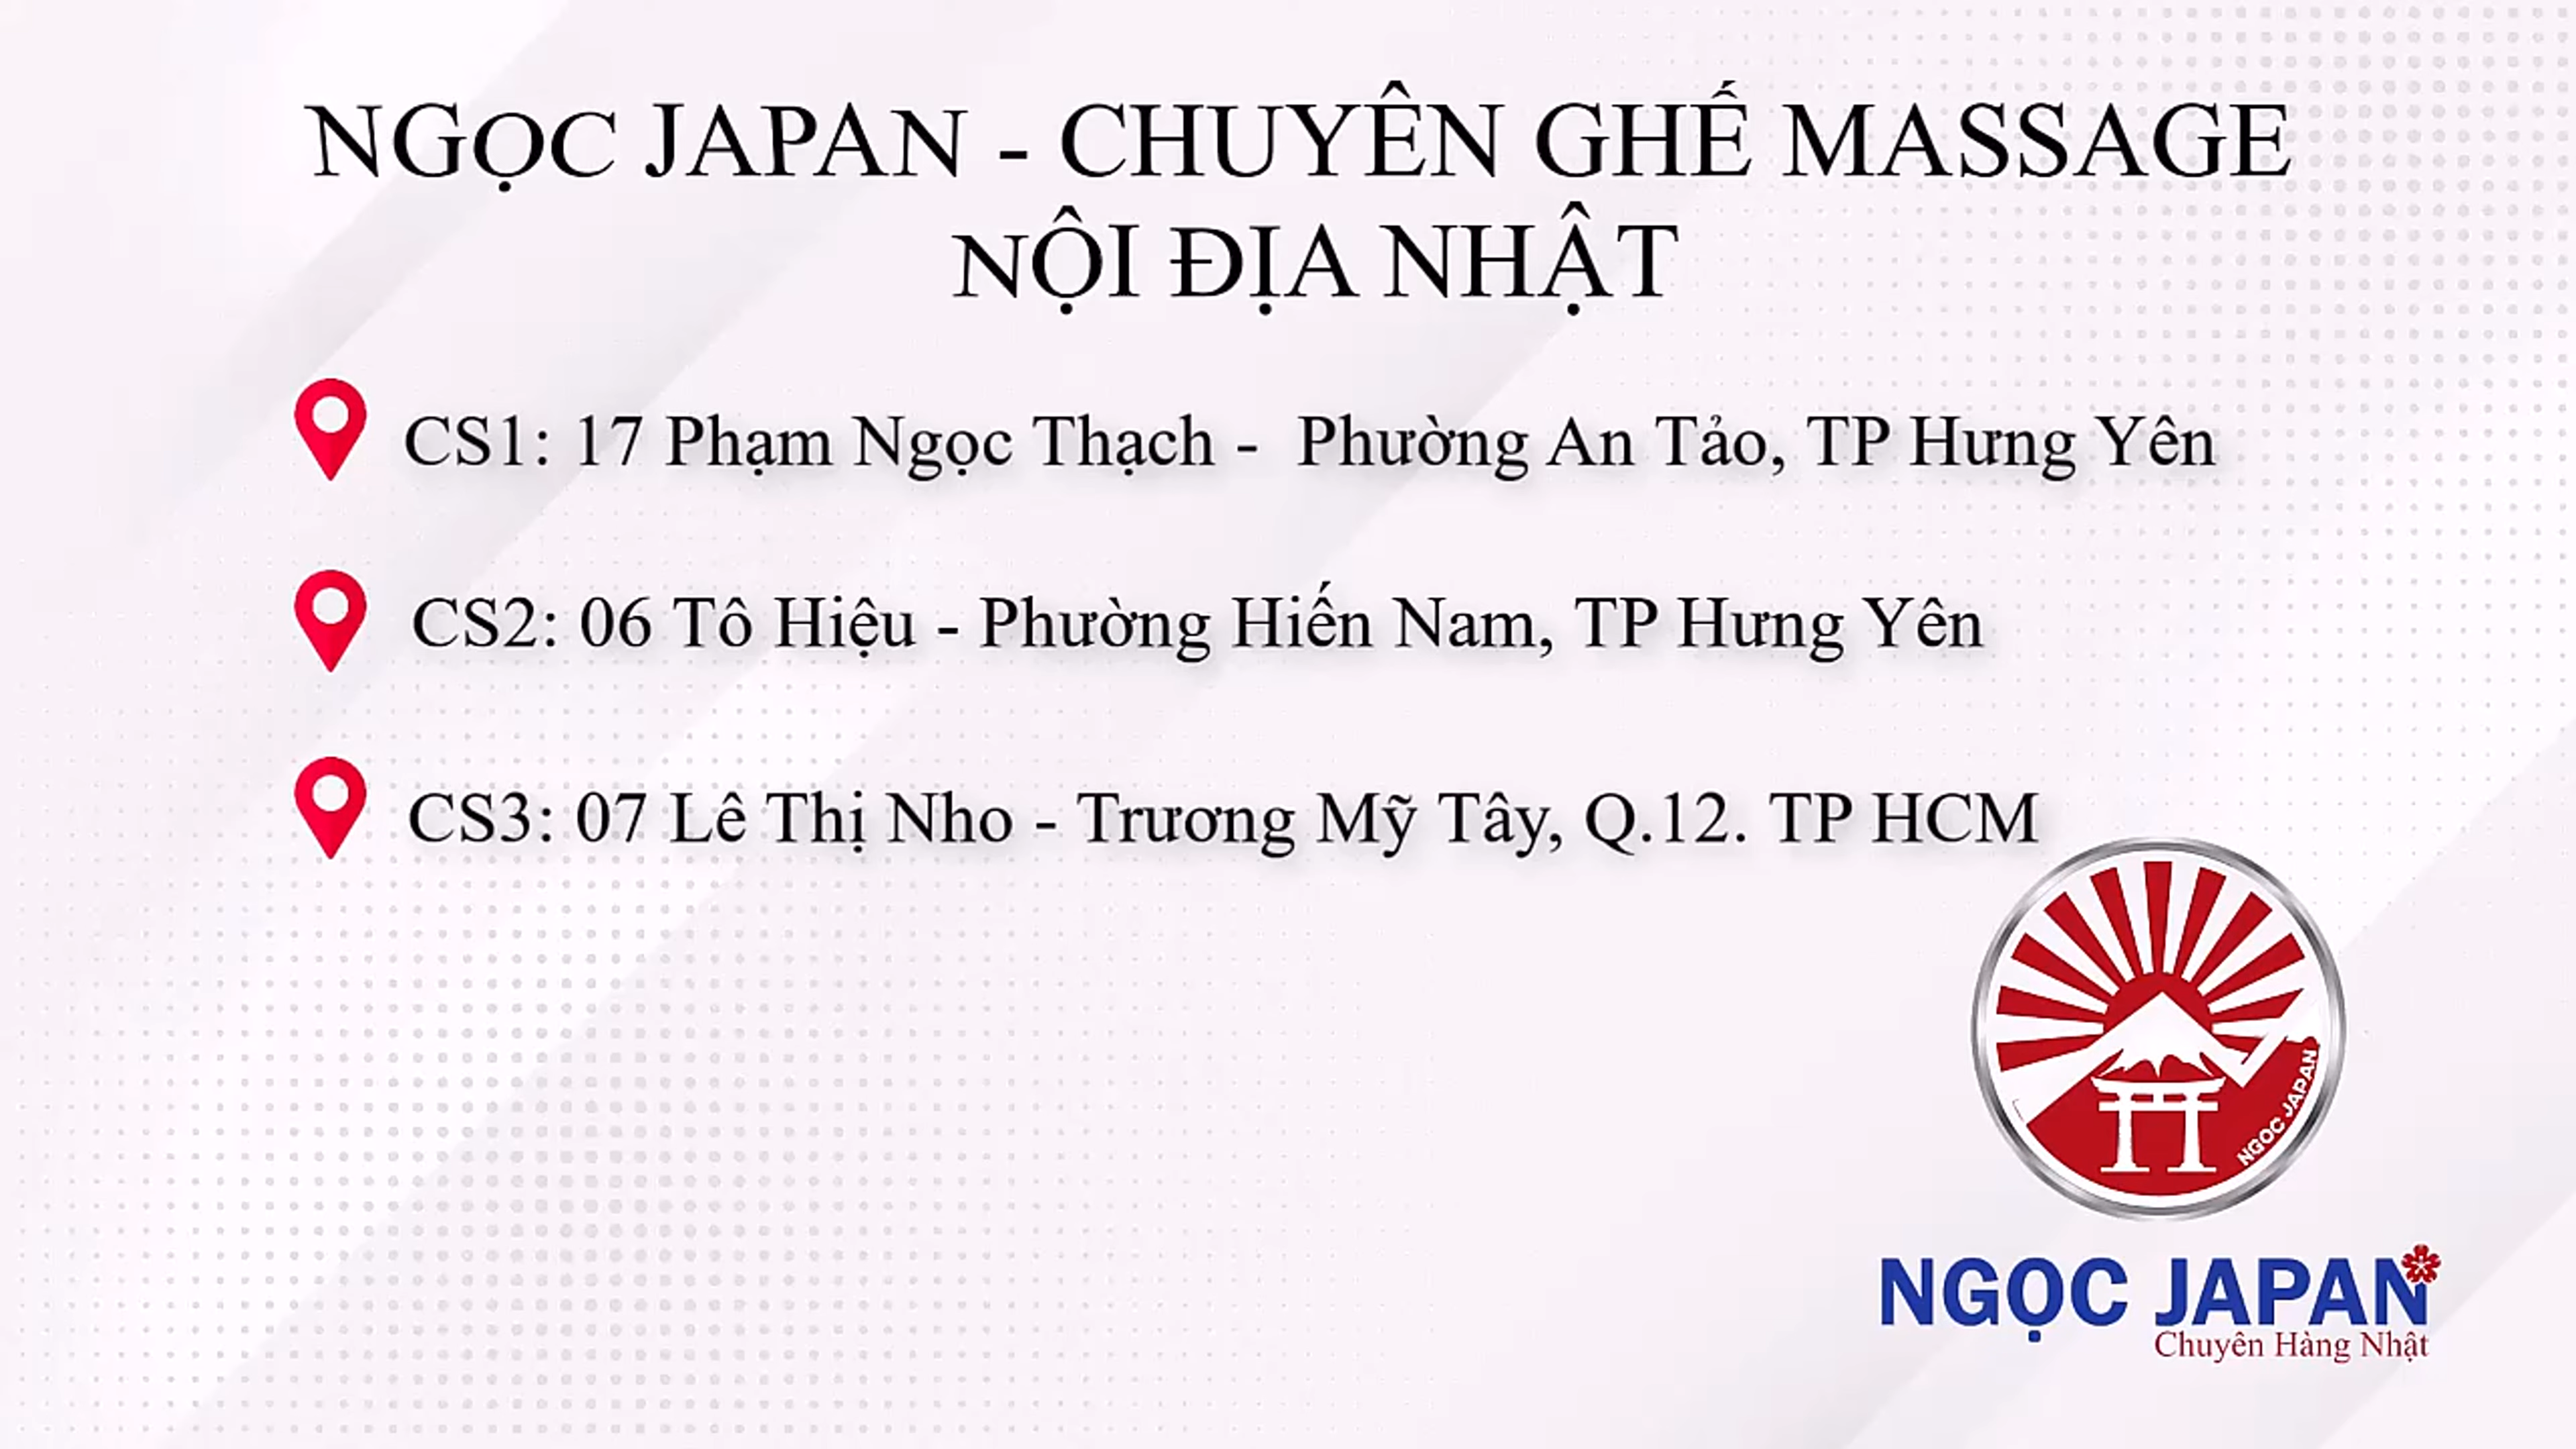 NGỌC JAPAN - CHUYÊN GHẾ MASSAGE
NỘI ĐỊA NHẬT
CS1: 17 Phạm Ngọc Thạch - Phường An Tảo, TP Hưng Yên
CS2: 06 Tô Hiệu - Phường Hiến Nam, TP Hưng Yên
CS3: 07 Lê Thị Nho - Trương Mỹ Tây, Q.12. TP HCM
NGOC JAPAN
NGỌC JAPAN
Chuyên Hàng Nhật